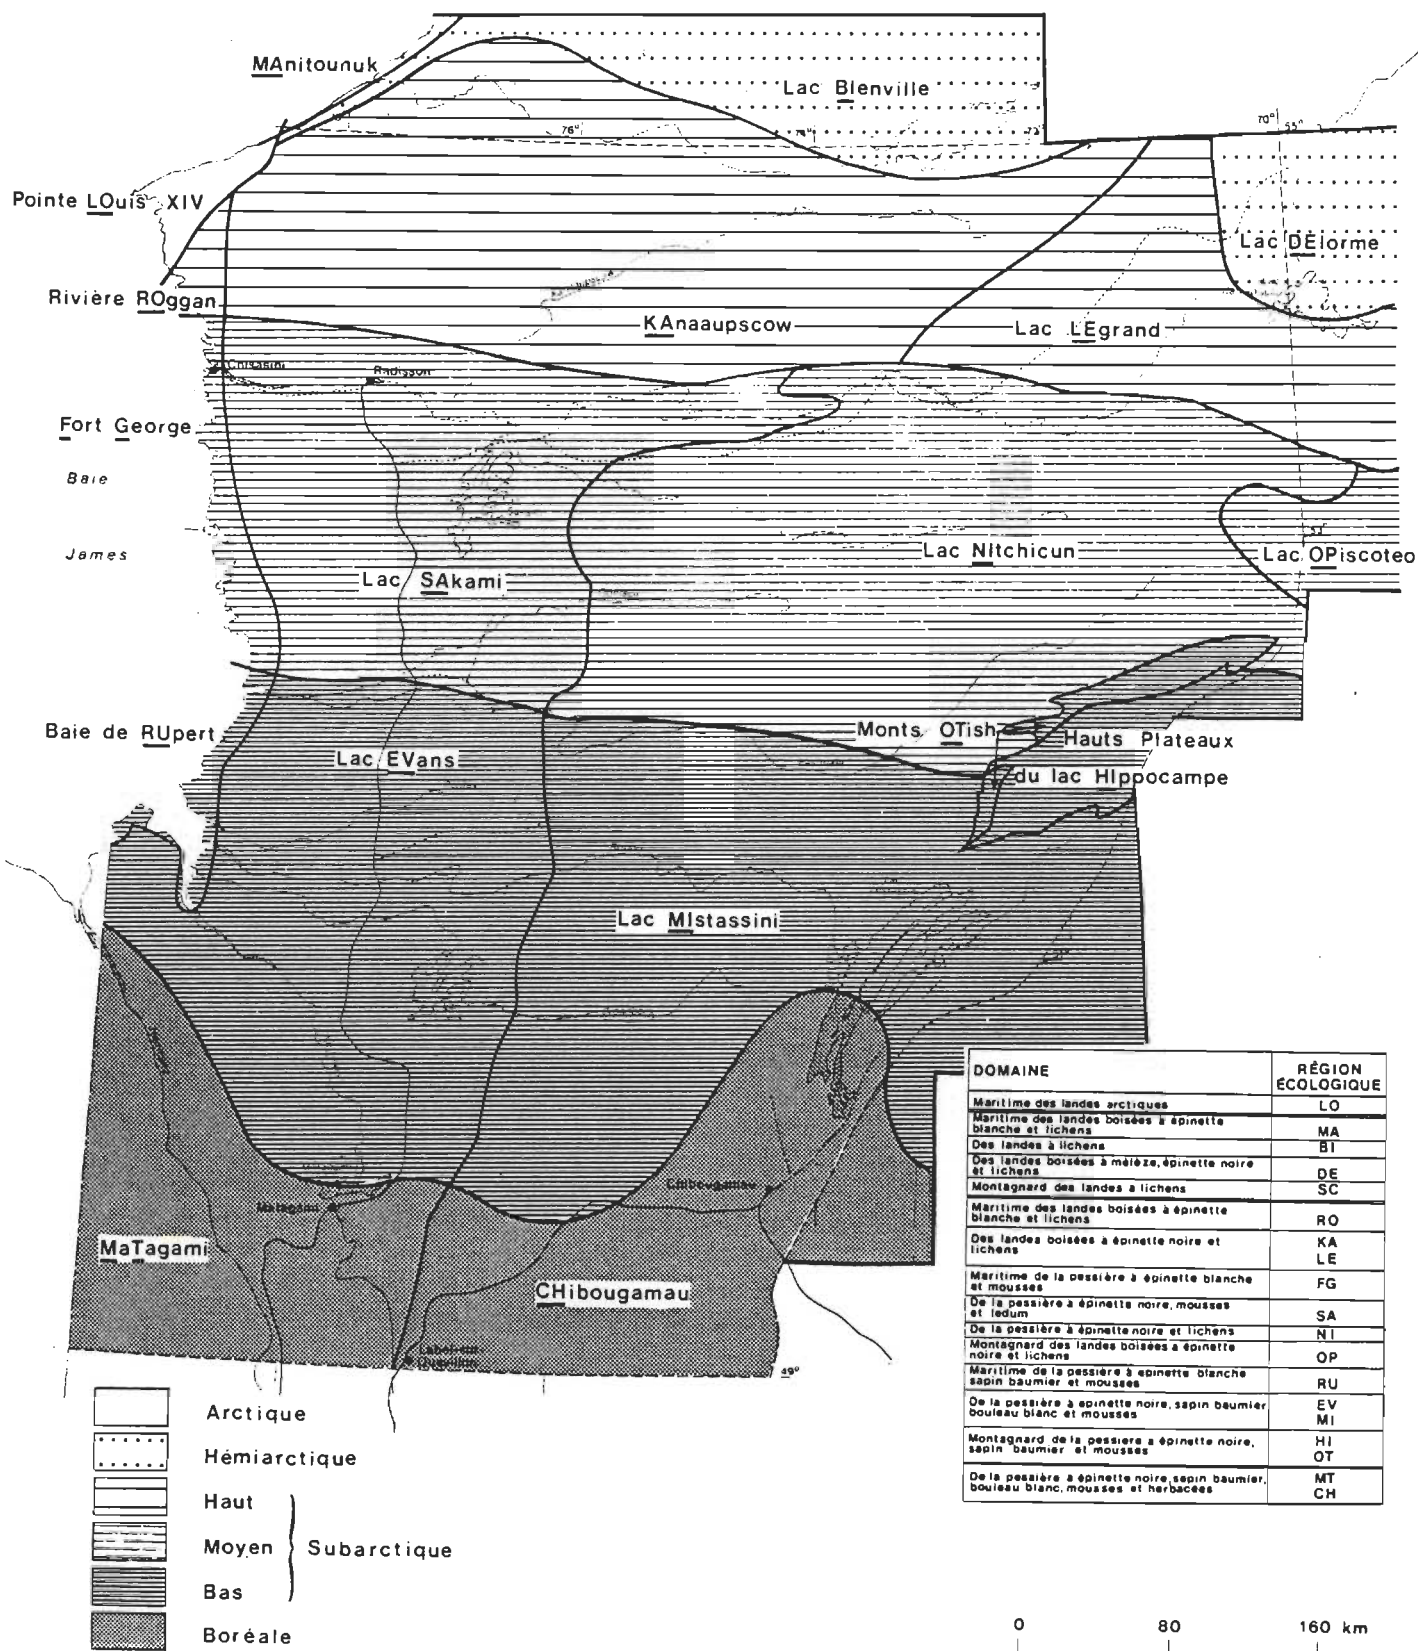 MAnitounuk
Lac BIenville
76°
70°
55°
Pointe LOuis XIV
Lac DElorme
Rivière ROggan
KAnaaupscow
Lac LEgrand
Chisasibi
Radisson
Fort George
Baie
James
Lac NItchicun
Lac OPiscoteo
Lac SAkami
Baie de RUpert
Monts OTish
Hauts Plateaux
Lac EVans
du lac HIppocampe
Lac MIstassini
Chibougamau
Matagami
MaTagami
CHibougamau
49°
DOMAINE
RÉGION ÉCOLOGIQUE
Maritime des landes arctiques LO
Maritime des landes boisées à épinette
blanche et lichens MA
Des landes à lichens BI
Des landes boisées à mélèze, épinette noire
et lichens DE
Montagnard des landes à lichens SC
Maritime des landes boisées à épinette
blanche et lichens RO
Des landes boisées à épinette noire et KA
lichens LE
Maritime de la pessière à épinette blanche
et mousses FG
De la pessière à épinette noire, mousses
et ledum SA
De la pessière à épinette noire et lichens NI
Montagnard des landes boisées à épinette
noire et lichens OP
Maritime de la pessière à épinette blanche
sapin baumier et mousses RU
De la pessière à épinette noire, sapin baumier, EV
bouleau blanc et mousses MI
Montagnard de la pessière à épinette noire, HI
sapin baumier et mousses OT
De la pessière à épinette noire, sapin baumier, MT
bouleau blanc, mousses et herbacées CH
Arctique
Hémiarctique
Haut
Moyen
Subarctique
Bas
Boréale
0 80 160 km